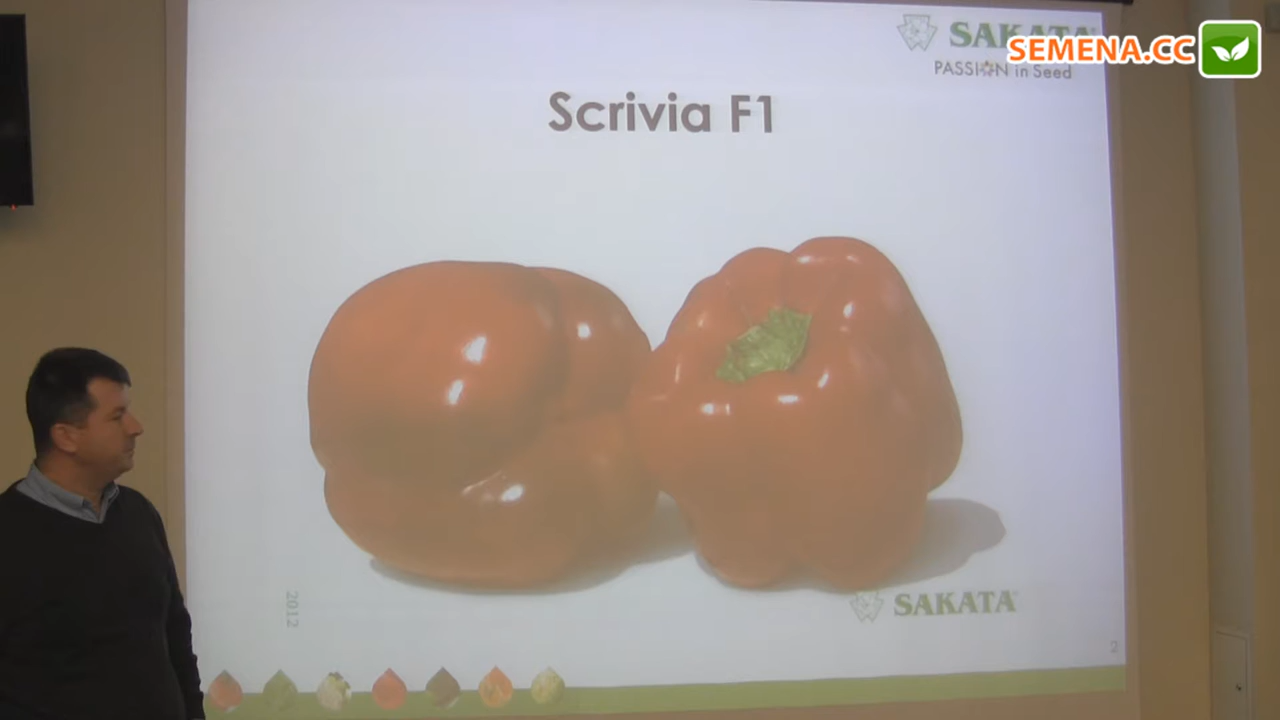 SAKATA
SEMENA.CC
PASSION in Seed
Scrivia F1
2012
SAKATA
2